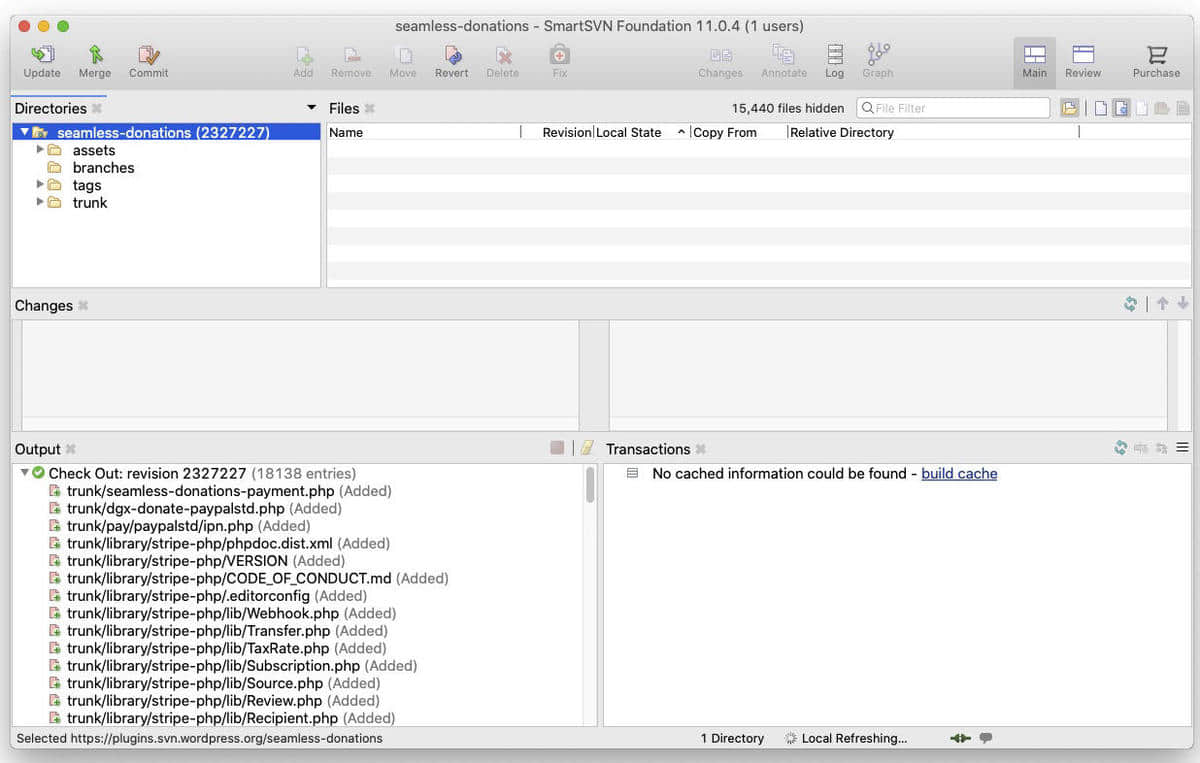 seamless-donations - SmartSVN Foundation 11.0.4 (1 users)
Update Merge Commit Add Remove Move Revert Delete Fix Changes Annotate Log Graph Main Review Purchase
Directories Files 15,440 files hidden File Filter
Name Revision Local State Copy From Relative Directory
seamless-donations (2327227)
assets
branches
tags
trunk
Changes
Output
Check Out: revision 2327227 (18138 entries)
trunk/seamless-donations-payment.php (Added)
trunk/dgx-donate-paypalstd.php (Added)
trunk/pay/paypalstd/ipn.php (Added)
trunk/library/stripe-php/phpdoc.dist.xml (Added)
trunk/library/stripe-php/VERSION (Added)
trunk/library/stripe-php/CODE_OF_CONDUCT.md (Added)
trunk/library/stripe-php/.editorconfig (Added)
trunk/library/stripe-php/lib/Webhook.php (Added)
trunk/library/stripe-php/lib/Transfer.php (Added)
trunk/library/stripe-php/lib/TaxRate.php (Added)
trunk/library/stripe-php/lib/Subscription.php (Added)
trunk/library/stripe-php/lib/Source.php (Added)
trunk/library/stripe-php/lib/Review.php (Added)
trunk/library/stripe-php/lib/Recipient.php (Added)
Transactions
No cached information could be found - build cache
Selected https://plugins.svn.wordpress.org/seamless-donations 1 Directory Local Refreshing...